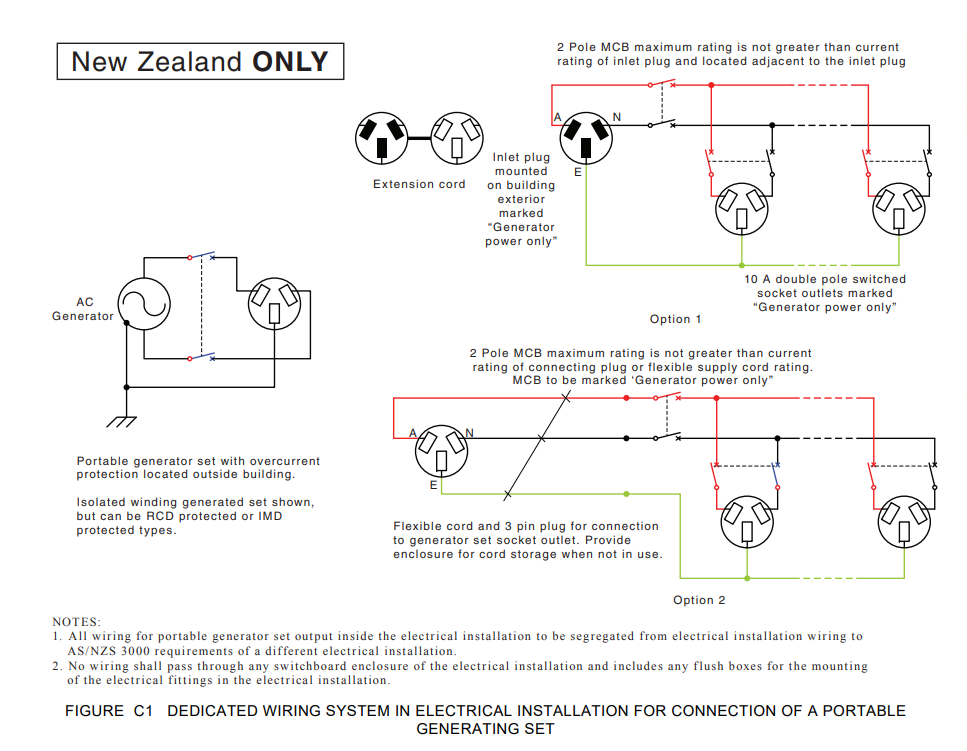 New Zealand ONLY
2 Pole MCB maximum rating is not greater than current
rating of inlet plug and located adjacent to the inlet plug
A
N
E
Extension cord
Inlet plug
mounted
on building
exterior
marked
“Generator
power only”
10 A double pole switched
socket outlets marked
“Generator power only”
Option 1
AC
Generator
2 Pole MCB maximum rating is not greater than current
rating of connecting plug or flexible supply cord rating.
MCB to be marked ‘Generator power only”
A
N
E
Portable generator set with overcurrent
protection located outside building.
Isolated winding generated set shown,
but can be RCD protected or IMD
protected types.
Flexible cord and 3 pin plug for connection
to generator set socket outlet. Provide
enclosure for cord storage when not in use.
Option 2
NOTES:
1. All wiring for portable generator set output inside the electrical installation to be segregated from electrical installation wiring to
AS/NZS 3000 requirements of a different electrical installation.
2. No wiring shall pass through any switchboard enclosure of the electrical installation and includes any flush boxes for the mounting
of the electrical fittings in the electrical installation.
FIGURE C1 DEDICATED WIRING SYSTEM IN ELECTRICAL INSTALLATION FOR CONNECTION OF A PORTABLE
GENERATING SET